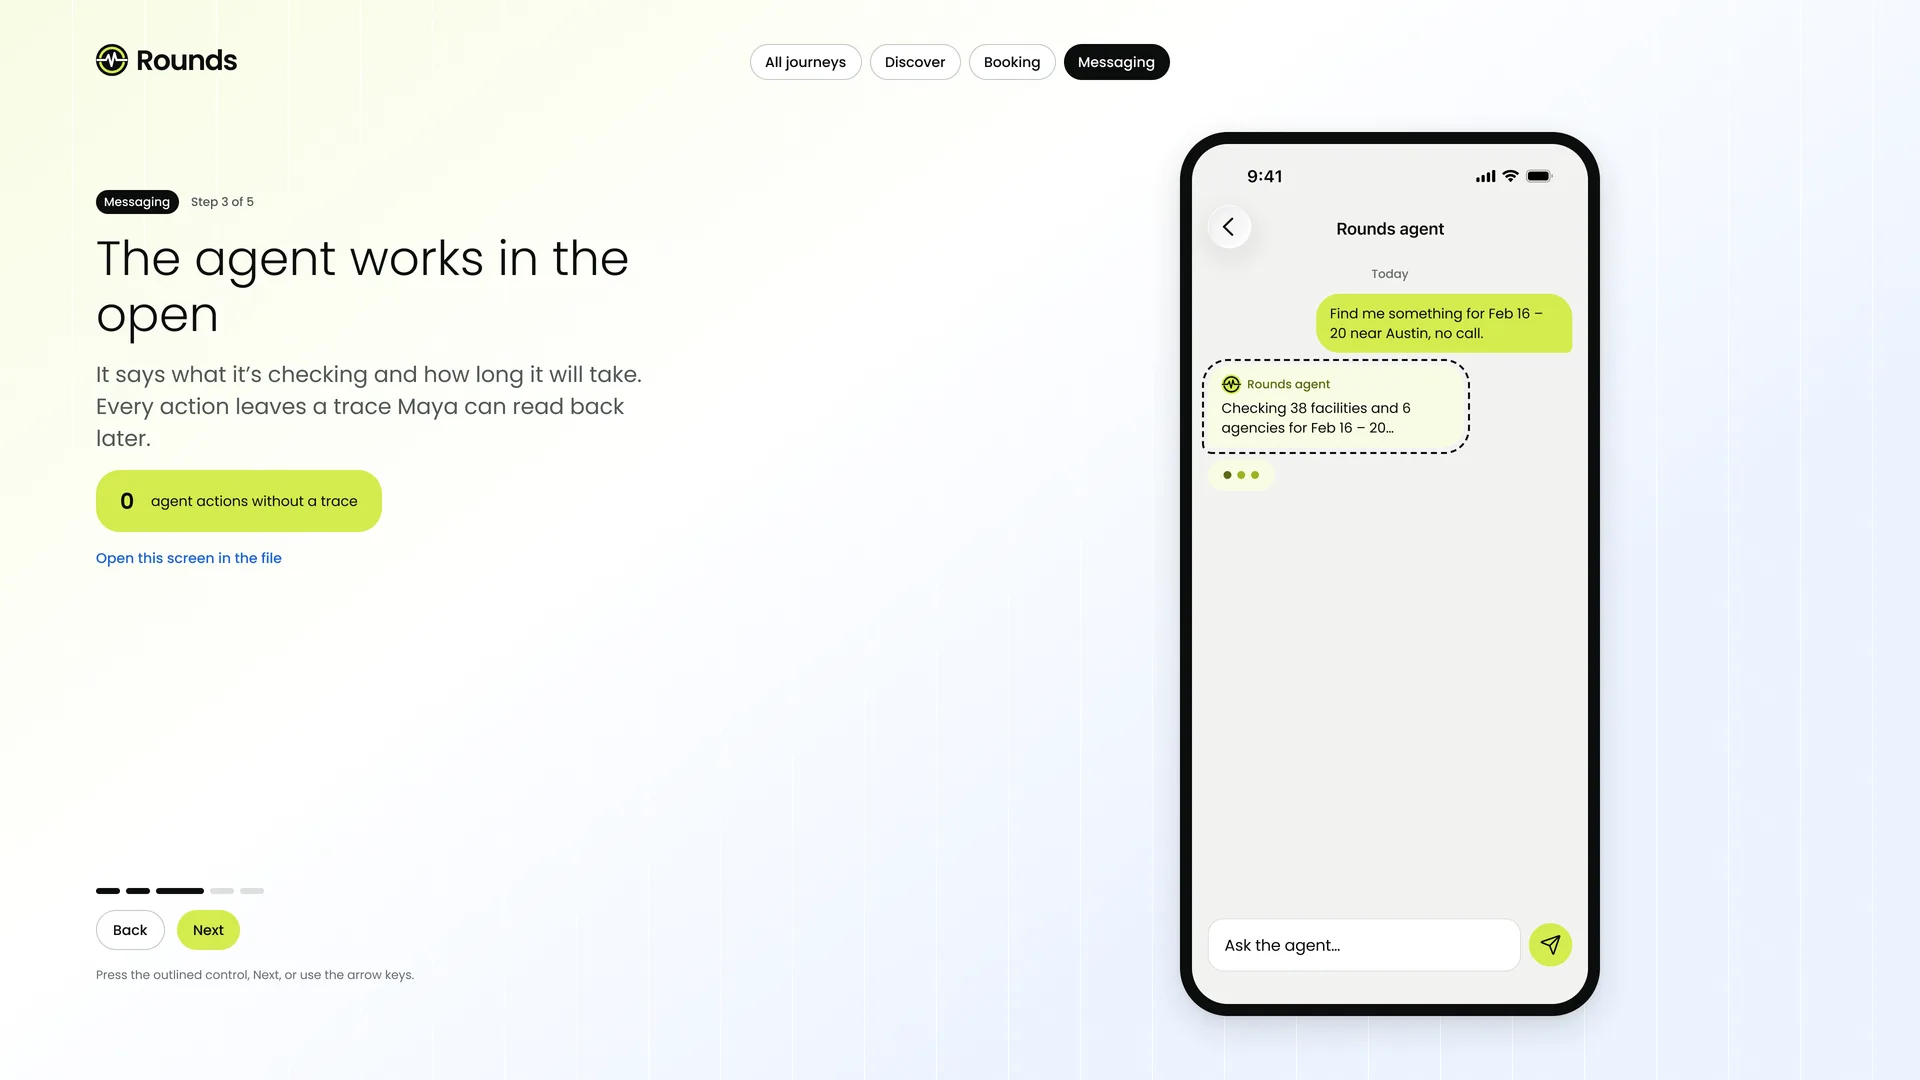 Rounds
All journeys
Discover
Booking
Messaging
Messaging
Step 3 of 5
The agent works in the
open
It says what it’s checking and how long it will take.
Every action leaves a trace Maya can read back
later.
0 agent actions without a trace
Open this screen in the file
Back
Next
Press the outlined control, Next, or use the arrow keys.
9:41
Rounds agent
Today
Find me something for Feb 16 –
20 near Austin, no call.
Rounds agent
Checking 38 facilities and 6
agencies for Feb 16 – 20…
Ask the agent…